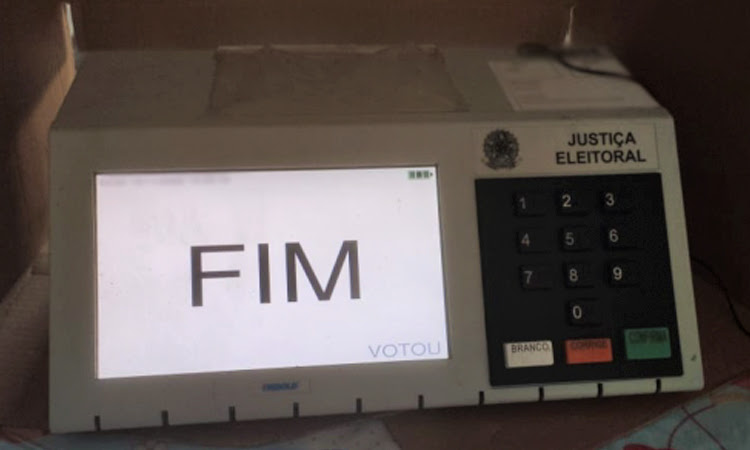 JUSTIÇA
ELEITORAL
FIM
VOTOU
1 2 3
4 5 6
7 8 9
0
BRANCO CORRIGE CONFIRMA